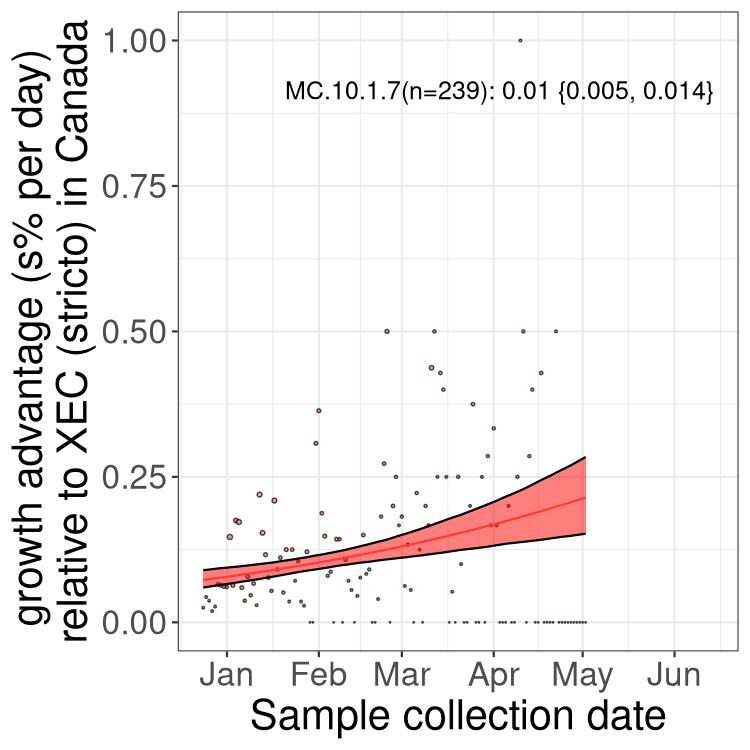 growth advantage (s% per day)
relative to XEC (stricto) in Canada
1.00
0.75
0.50
0.25
0.00
MC.10.1.7(n=239): 0.01 {0.005, 0.014}
Jan Feb Mar Apr May Jun
Sample collection date